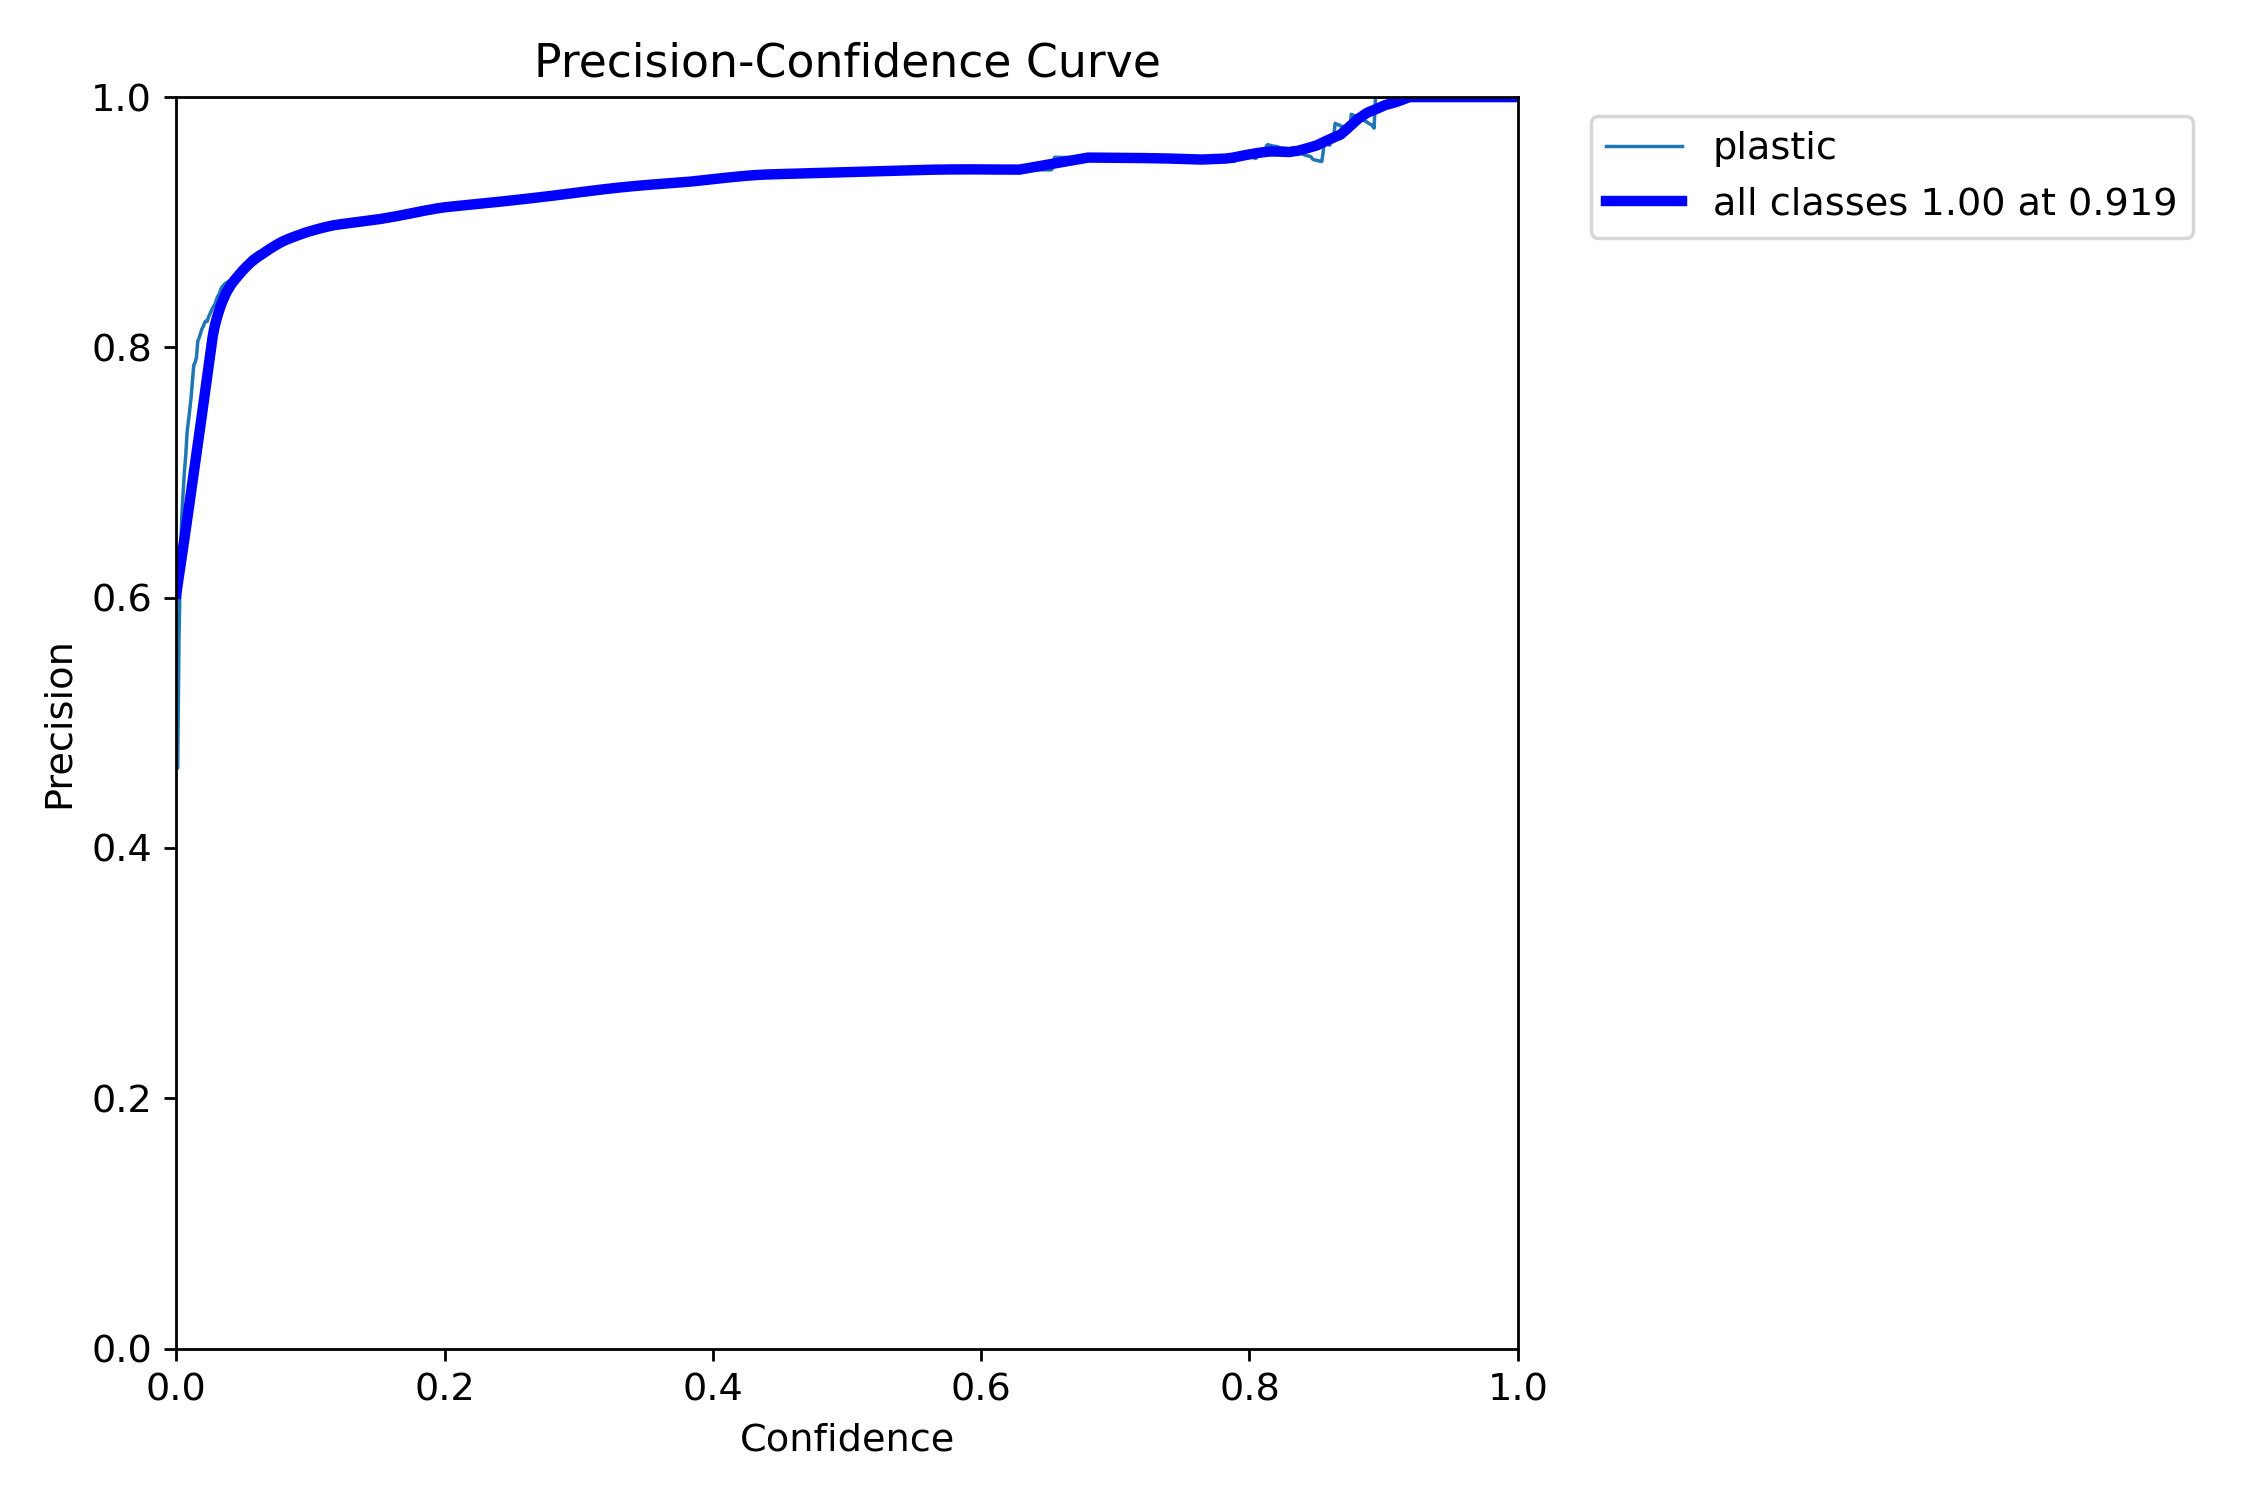 Precision-Confidence Curve
1.0
0.8
0.6
0.4
0.2
0.0
Precision
0.0 0.2 0.4 0.6 0.8 1.0
Confidence
plastic
all classes 1.00 at 0.919